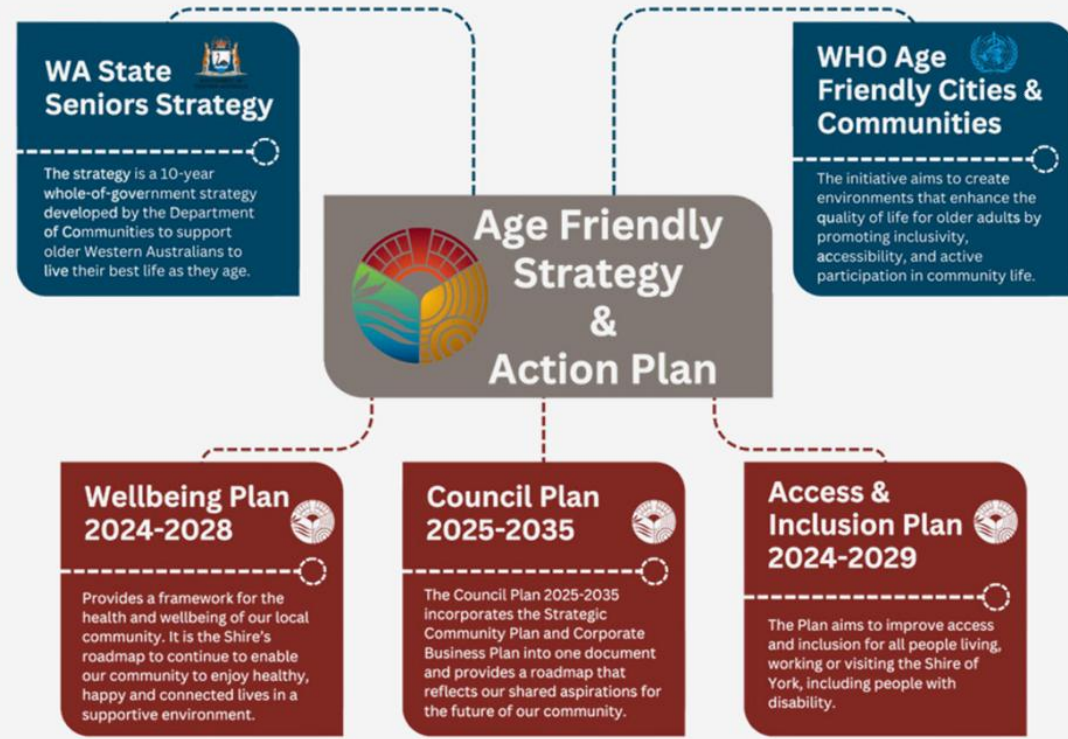 WA State
Seniors Strategy
The strategy is a 10-year
whole-of-government strategy
developed by the Department
of Communities to support
older Western Australians to
live their best life as they age.
WHO Age
Friendly Cities &
Communities
The initiative aims to create
environments that enhance the
quality of life for older adults by
promoting inclusivity,
accessibility, and active
participation in community life.
Age Friendly
Strategy
&
Action Plan
Wellbeing Plan
2024-2028
Provides a framework for the
health and wellbeing of our local
community. It is the Shire's
roadmap to continue to enable
our community to enjoy healthy,
happy and connected lives in a
supportive environment.
Council Plan
2025-2035
The Council Plan 2025-2035
incorporates the Strategic
Community Plan and Corporate
Business Plan into one document
and provides a roadmap that
reflects our shared aspirations for
the future of our community.
Access &
Inclusion Plan
2024-2029
The Plan aims to improve access
and inclusion for all people living,
working or visiting the Shire of
York, including people with
disability.